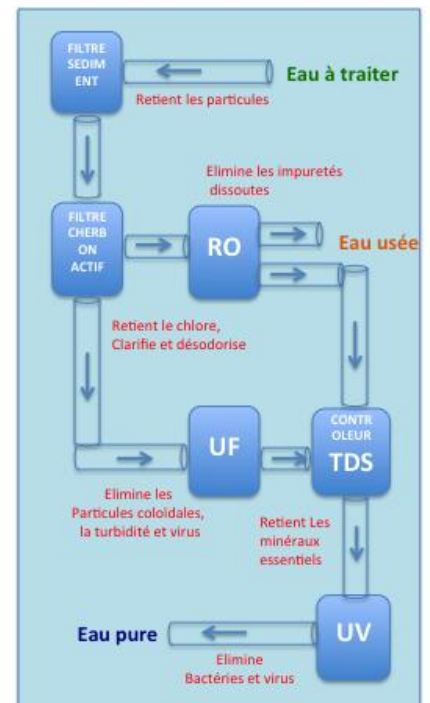 FILTRE
SEDIM
ENT
Eau à traiter
Retient les particules
Elimine les impuretés
dissoutes
FILTRE
CHERB
ON
ACTIF
RO
Eau usée
Retient le chlore,
Clarifie et désodorise
UF
CONTR
OLEUR
TDS
Elimine les
Particules coloïdales,
la turbidité et virus
Retient Les
minéraux
essentiels
Eau pure
UV
Elimine
Bactéries et virus